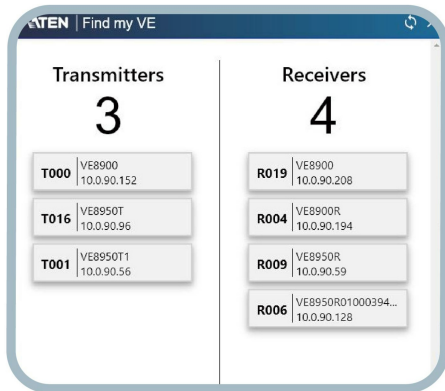 ATEN | Find my VE
Transmitters
3
T000 VE8900
10.0.90.152
T016 VE8950T
10.0.90.96
T001 VE8950T1
10.0.90.56
Receivers
4
R019 VE8900
10.0.90.208
R004 VE8900R
10.0.90.194
R009 VE8950R
10.0.90.59
R006 VE8950R01000394...
10.0.90.128